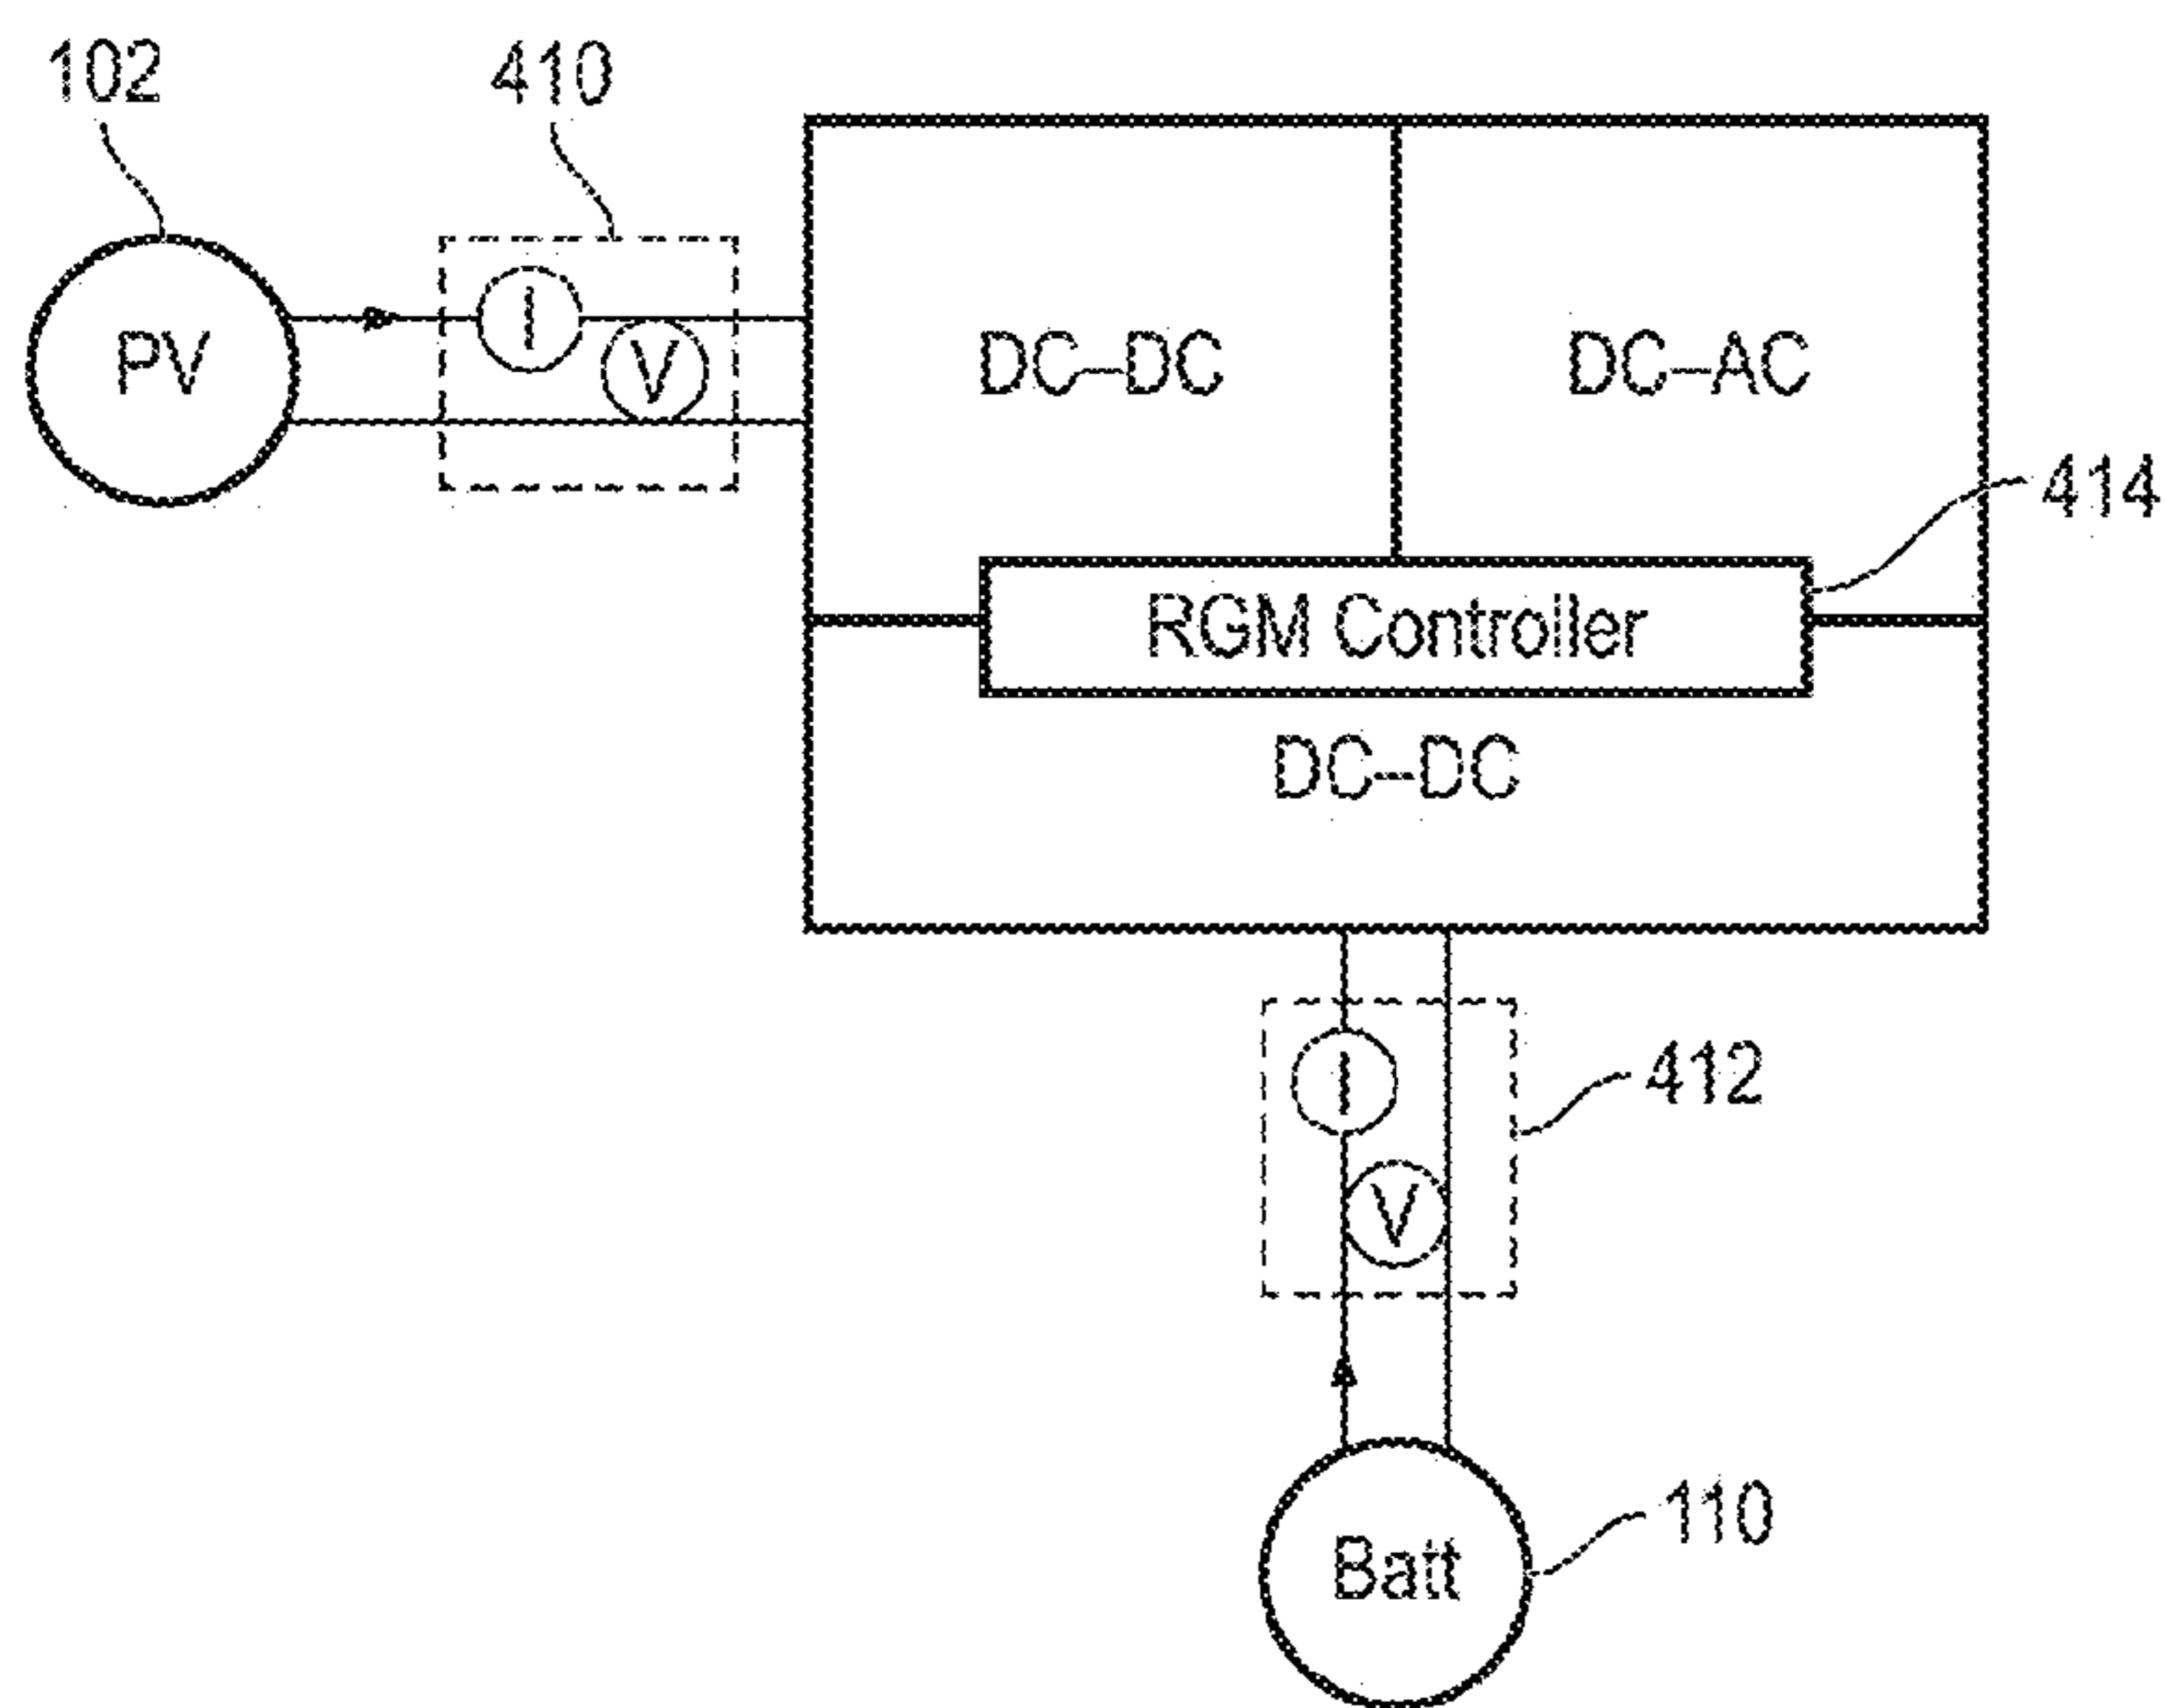 102
410
PV
I
V
DC–DC
DC–AC
414
RGM Controller
DC–DC
I
412
V
Batt
110